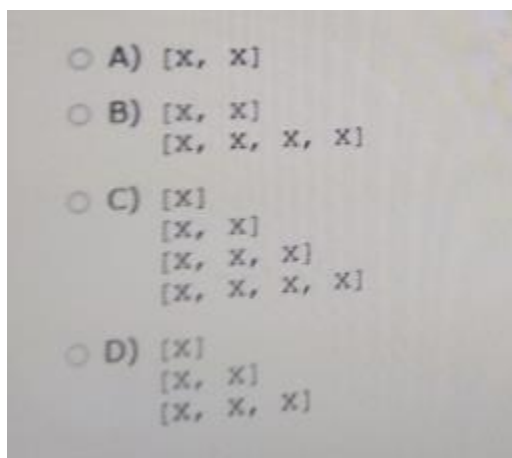 A) [X, X]
B) [X, X]
[X, X, X, X]
C) [X]
[X, X]
[X, X, X]
[X, X, X, X]
D) [X]
[X, X]
[X, X, X]